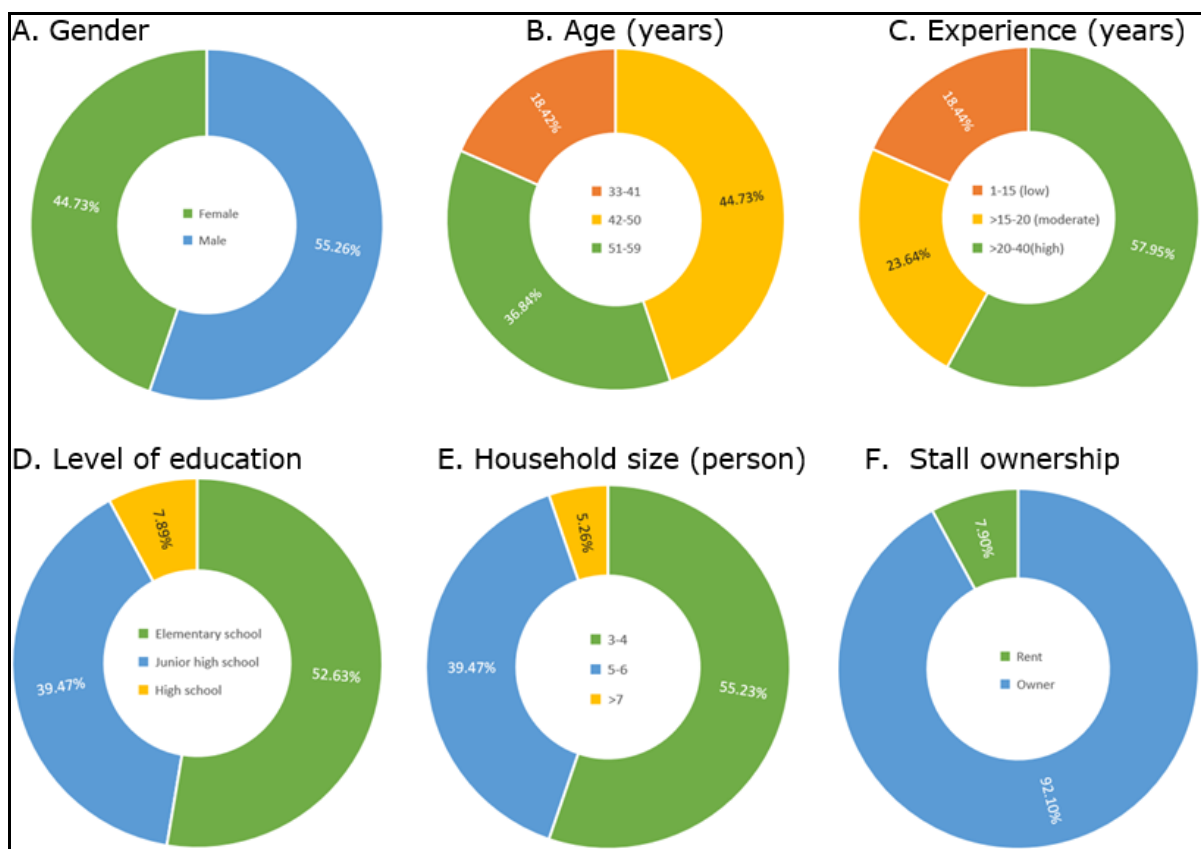 A. Gender
44.73%
Female
Male
55.26%
B. Age (years)
18.42%
33-41
42-50
51-59
44.73%
36.84%
C. Experience (years)
18.44%
1-15 (low)
>15-20 (moderate)
>20-40(high)
57.95%
23.64%
D. Level of education
7.89%
Elementary school
Junior high school
High school
39.47%
52.63%
E. Household size (person)
5.26%
3-4
5-6
>7
39.47%
55.23%
F. Stall ownership
7.90%
Rent
Owner
92.10%